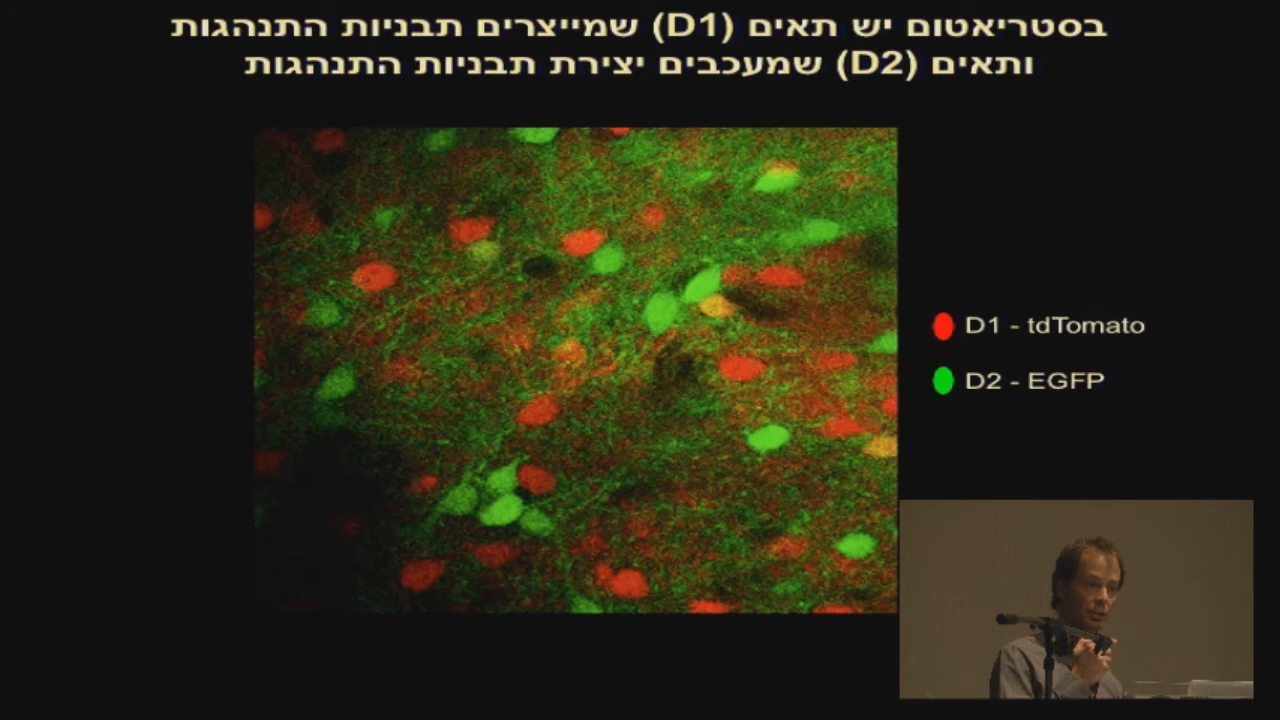 בסטריאטום יש תאים (D1) שמייצרים תבניות התנהגות
ותאים (D2) שמעכבים יצירת תבניות התנהגות
D1 - tdTomato
D2 - EGFP